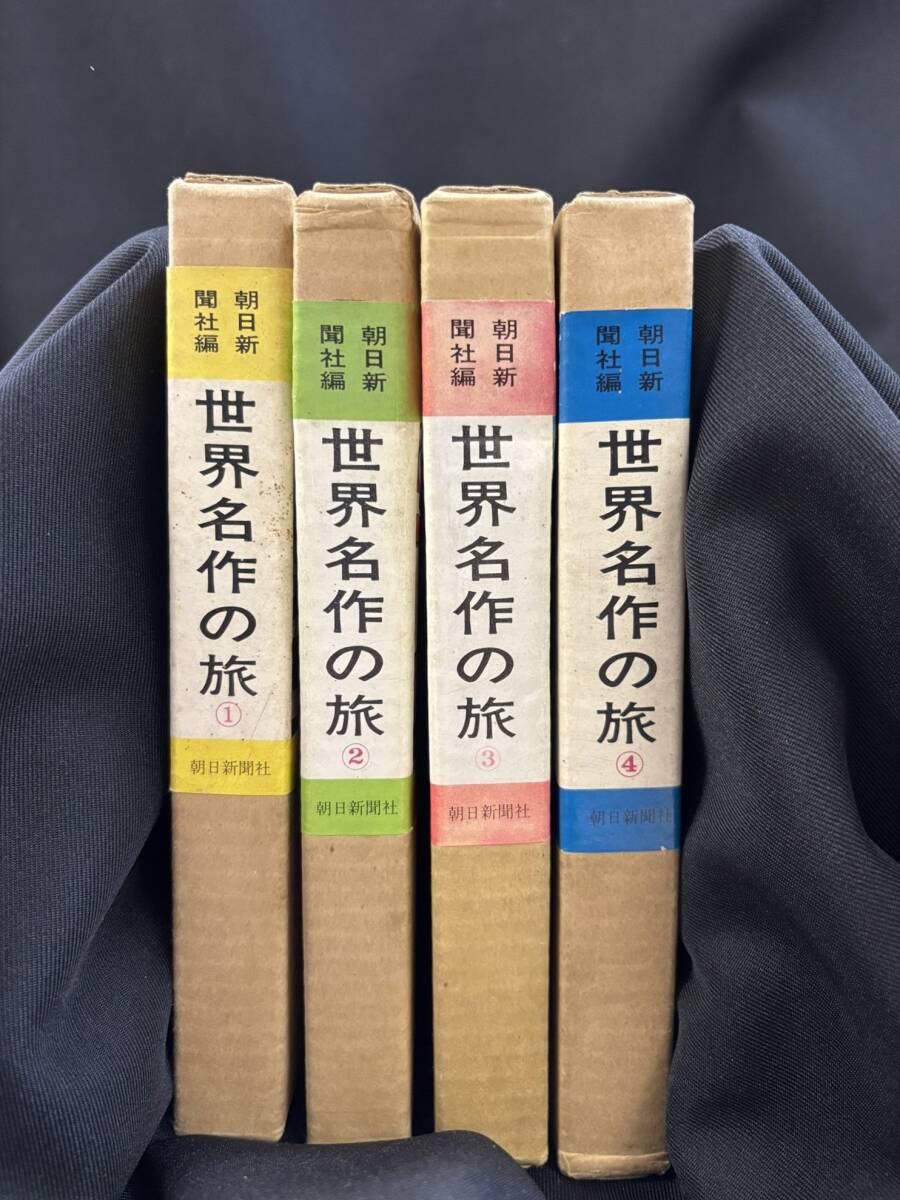 朝日新
聞社編
世界名作の旅
①
朝日新聞社
朝日新
聞社編
世界名作の旅
②
朝日新聞社
朝日新
聞社編
世界名作の旅
③
朝日新聞社
朝日新
聞社編
世界名作の旅
④
朝日新聞社